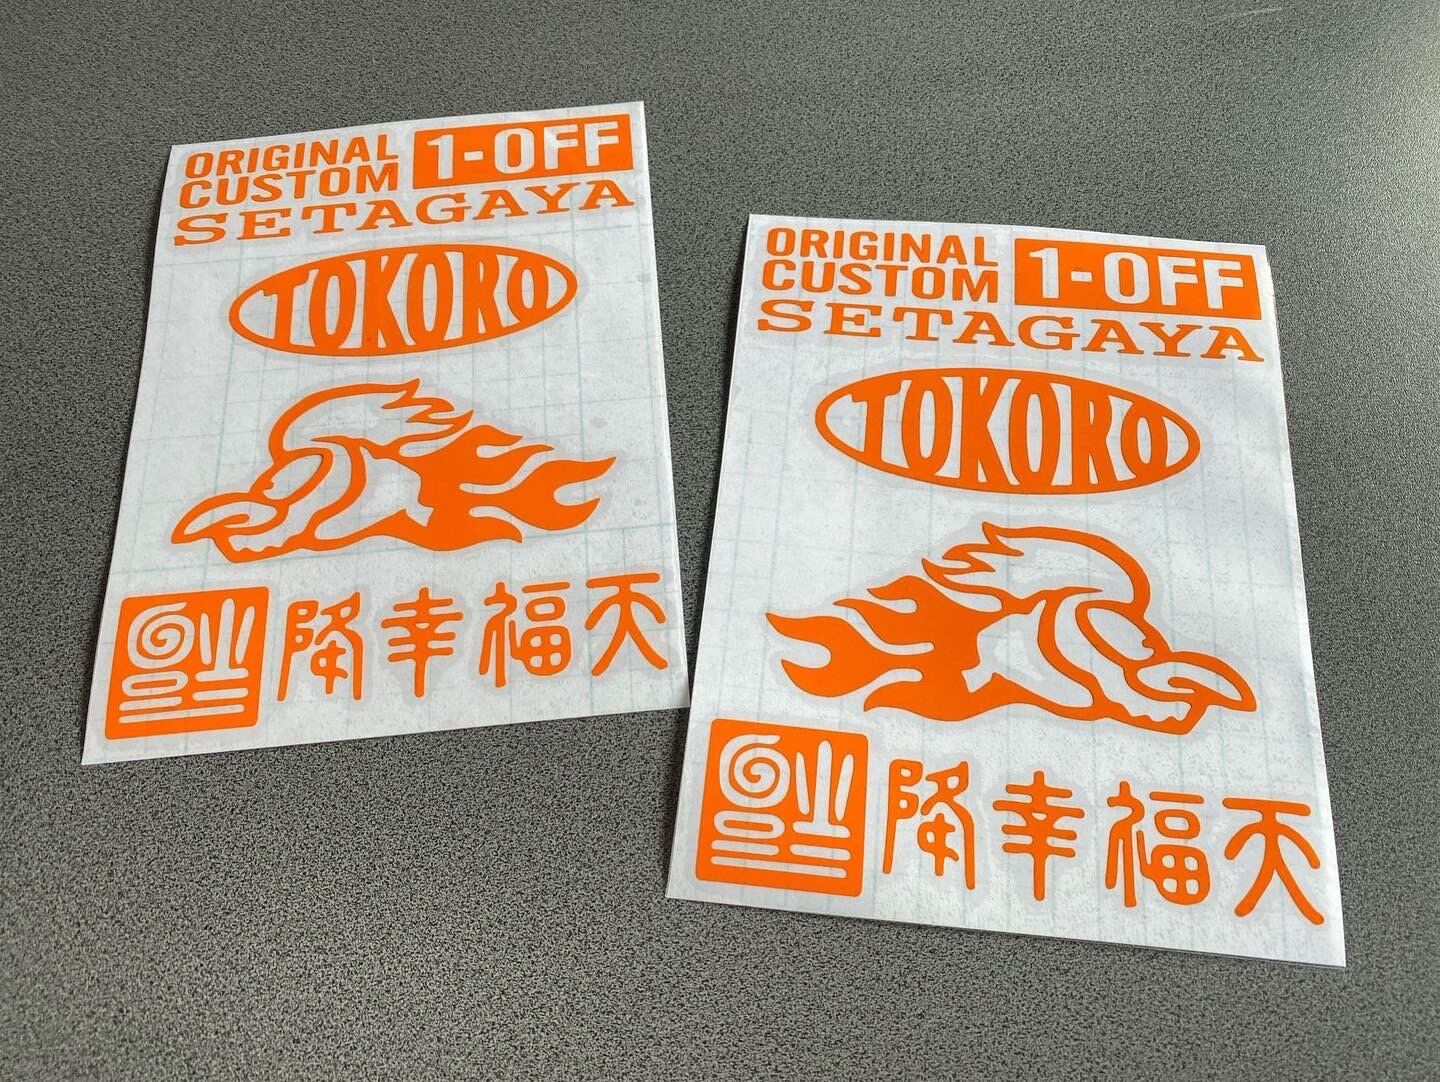 ORIGINAL
CUSTOM
1-OFF
SETAGAYA
TOKORO
降幸福天
ORIGINAL
CUSTOM
1-OFF
SETAGAYA
TOKORO
降幸福天